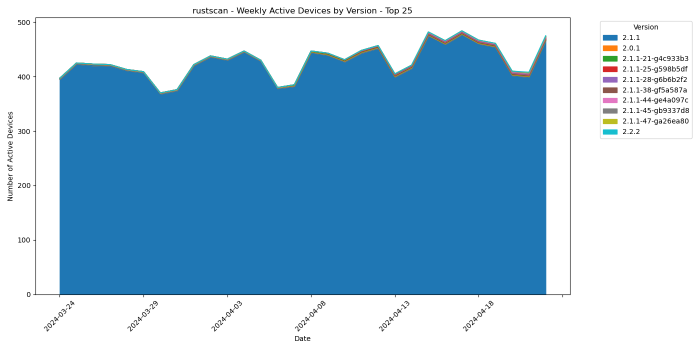 rustscan - Weekly Active Devices by Version - Top 25
Number of Active Devices
500
400
300
200
100
0
2024-03-24
2024-03-29
2024-04-03
2024-04-08
2024-04-13
2024-04-18
Date
Version
2.1.1
2.0.1
2.1.1-21-g4c933b3
2.1.1-25-g598b5df
2.1.1-28-g6b6b2f2
2.1.1-38-gf5a587a
2.1.1-44-ge4a097c
2.1.1-45-gb9337d8
2.1.1-47-ga26ea80
2.2.2